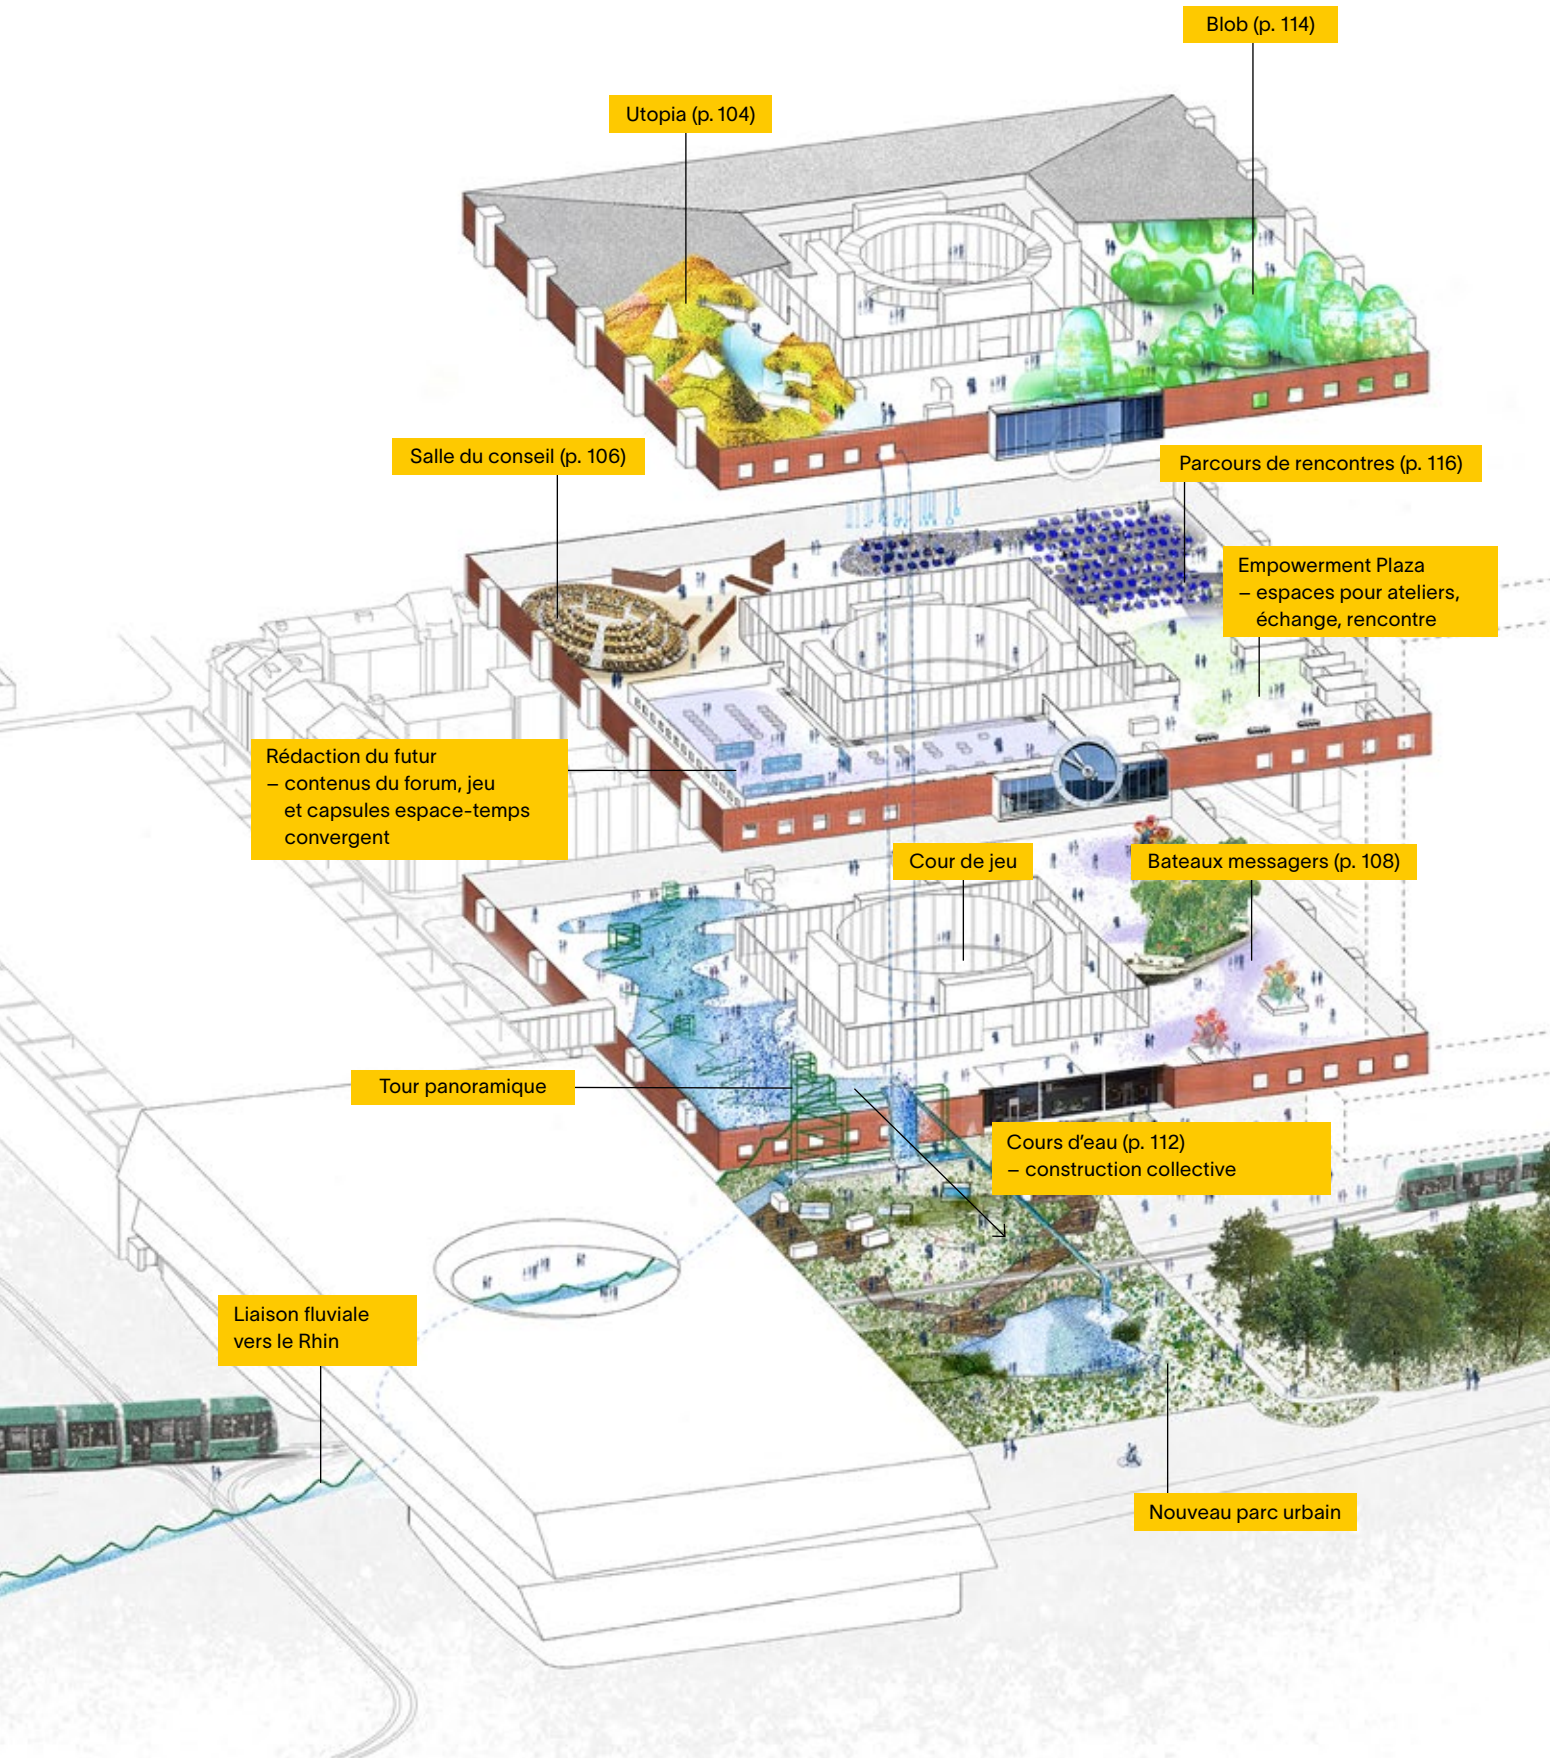 Blob (p. 114)
Utopia (p. 104)
Salle du conseil (p. 106)
Parcours de rencontres (p. 116)
Empowerment Plaza
– espaces pour ateliers,
échange, rencontre
Rédaction du futur
– contenus du forum, jeu
et capsules espace-temps
convergent
Cour de jeu
Bateaux messagers (p. 108)
Tour panoramique
Cours d'eau (p. 112)
– construction collective
Liaison fluviale
vers le Rhin
Nouveau parc urbain